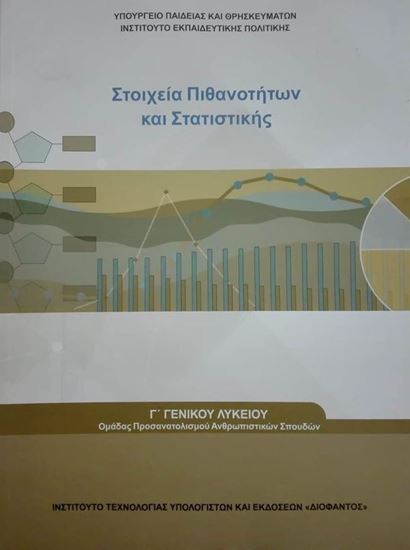 ΥΠΟΥΡΓΕΙΟ ΠΑΙΔΕΙΑΣ ΚΑΙ ΘΡΗΣΚΕΥΜΑΤΩΝ
ΙΝΣΤΙΤΟΥΤΟ ΕΚΠΑΙΔΕΥΤΙΚΗΣ ΠΟΛΙΤΙΚΗΣ
Στοιχεία Πιθανοτήτων
και Στατιστικής
Γ΄ ΓΕΝΙΚΟΥ ΛΥΚΕΙΟΥ
Ομάδας Προσανατολισμού Ανθρωπιστικών Σπουδών
ΙΝΣΤΙΤΟΥΤΟ ΤΕΧΝΟΛΟΓΙΑΣ ΥΠΟΛΟΓΙΣΤΩΝ ΚΑΙ ΕΚΔΟΣΕΩΝ «ΔΙΟΦΑΝΤΟΣ»